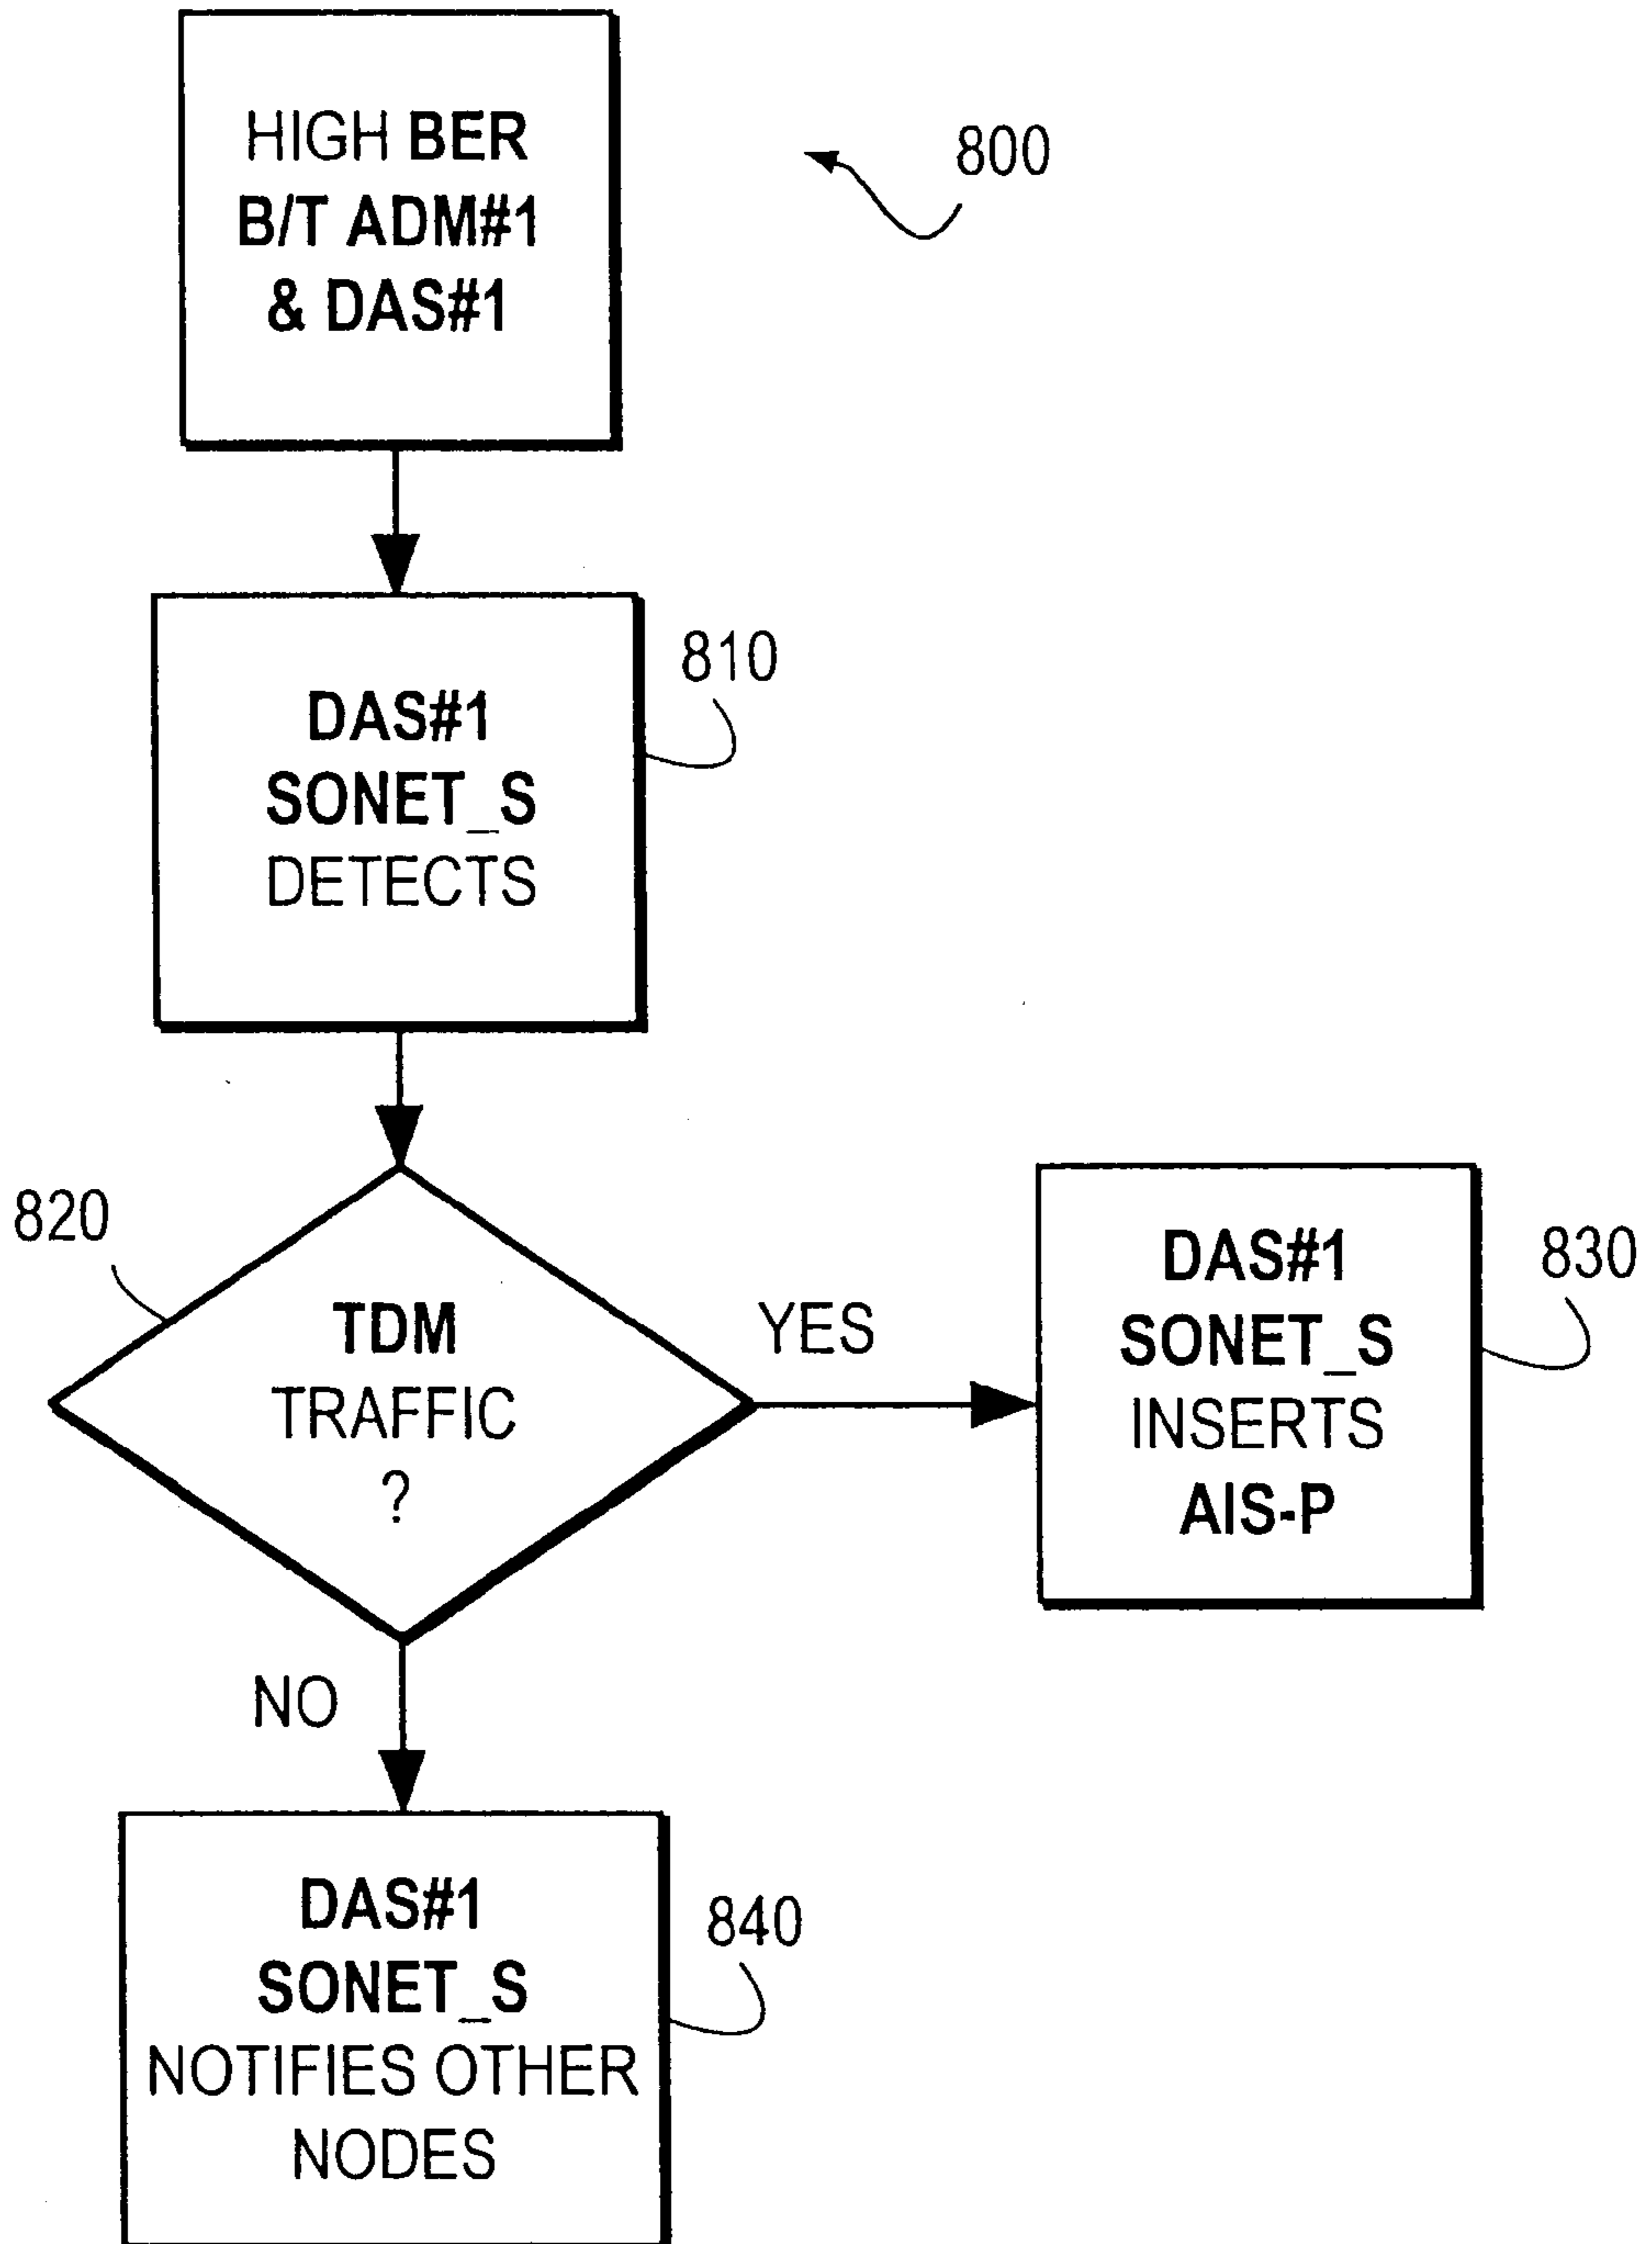 HIGH BER
B/T ADM#1
& DAS#1
800
DAS#1
SONET_S
DETECTS
810
820
TDM
TRAFFIC
?
YES
DAS#1
SONET_S
INSERTS
AIS-P
830
NO
DAS#1
SONET_S
NOTIFIES OTHER
NODES
840